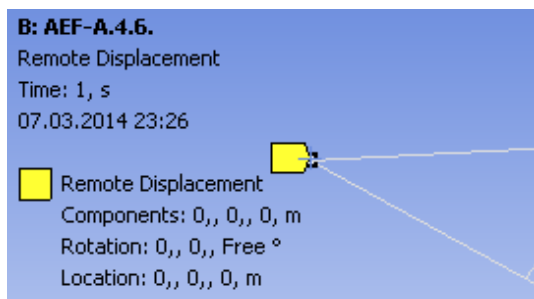 B: AEF-A.4.6.
Remote Displacement
Time: 1, s
07.03.2014 23:26
Remote Displacement
Components: 0,, 0,, 0, m
Rotation: 0,, 0,, Free °
Location: 0,, 0,, 0, m